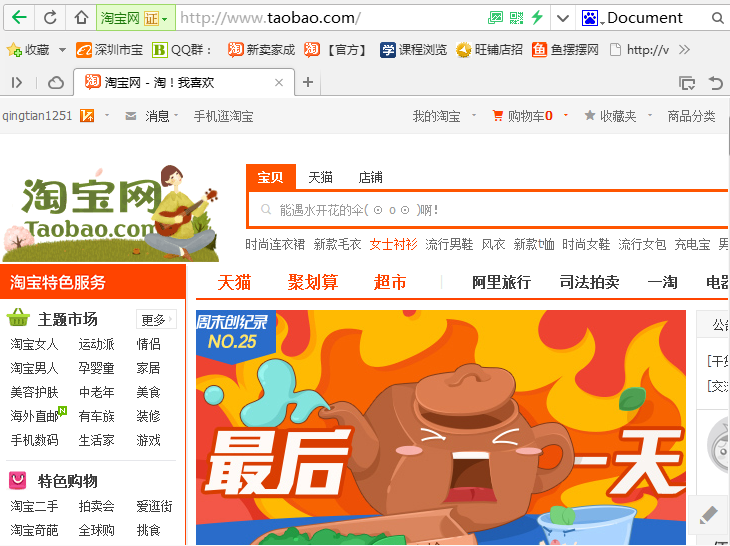 淘宝网 证 http://www.taobao.com/ Document
收藏 深圳市宝 QQ群: 新卖家成 【官方】 课程浏览 旺铺店招 鱼摆摆网 http://v
淘宝网 - 淘！我喜欢
qingtian1251 消息 手机逛淘宝 我的淘宝 购物车0 收藏夹 商品分类
淘宝网
Taobao.com
宝贝 天猫 店铺
能遇水开花的伞( ⊙ o ⊙ )啊!
时尚连衣裙 新款毛衣 女士衬衫 流行男鞋 风衣 新款t恤 时尚女鞋 流行女包 充电宝 男
淘宝特色服务
天猫 聚划算 超市 阿里旅行 司法拍卖 一淘 电器
主题市场 更多
淘宝女人 运动派 情侣
淘宝男人 孕婴童 家居
美容护肤 中老年 美食
海外直邮 N 有车族 装修
手机数码 生活家 游戏
特色购物
淘宝二手 拍卖会 爱逛街
淘宝奇葩 全球购 挑食
周末创纪录
NO.25
最后一天
公告
[干货
[交流